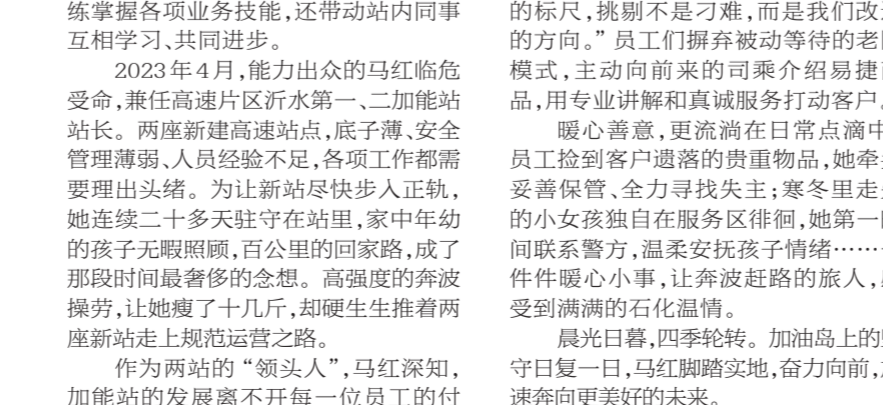 练掌握各项业务技能，还带动站内同事
互相学习、共同进步。
2023年4月，能力出众的马红临危
受命，兼任高速片区沂水第一、二加能站
站长。两座新建高速站点，底子薄、安全
管理薄弱、人员经验不足，各项工作都需
要理出头绪。为让新站尽快步入正轨，
她连续二十多天驻守在站里，家中年幼
的孩子无暇照顾，百公里的回家路，成了
那段时间最奢侈的念想。高强度的奔波
操劳，让她瘦了十几斤，却硬生生推着两
座新站走上规范运营之路。
作为两站的“领头人”，马红深知，
加能站的发展离不开每一位员工的付
的标尺，挑剔不是刁难，而是我们改
的方向。”员工们摒弃被动等待的老
模式，主动向前来的司乘介绍易捷
品，用专业讲解和真诚服务打动客户。
暖心善意，更流淌在日常点滴中
员工捡到客户遗落的贵重物品，她牵
妥善保管、全力寻找失主；寒冬里走
的小女孩独自在服务区徘徊，她第一
间联系警方，温柔安抚孩子情绪……
件件暖心小事，让奔波赶路的旅人，
受到满满的石化温情。
晨光日暮，四季轮转。加油岛上的
守日复一日，马红脚踏实地，奋力向前，
速奔向更美好的未来。